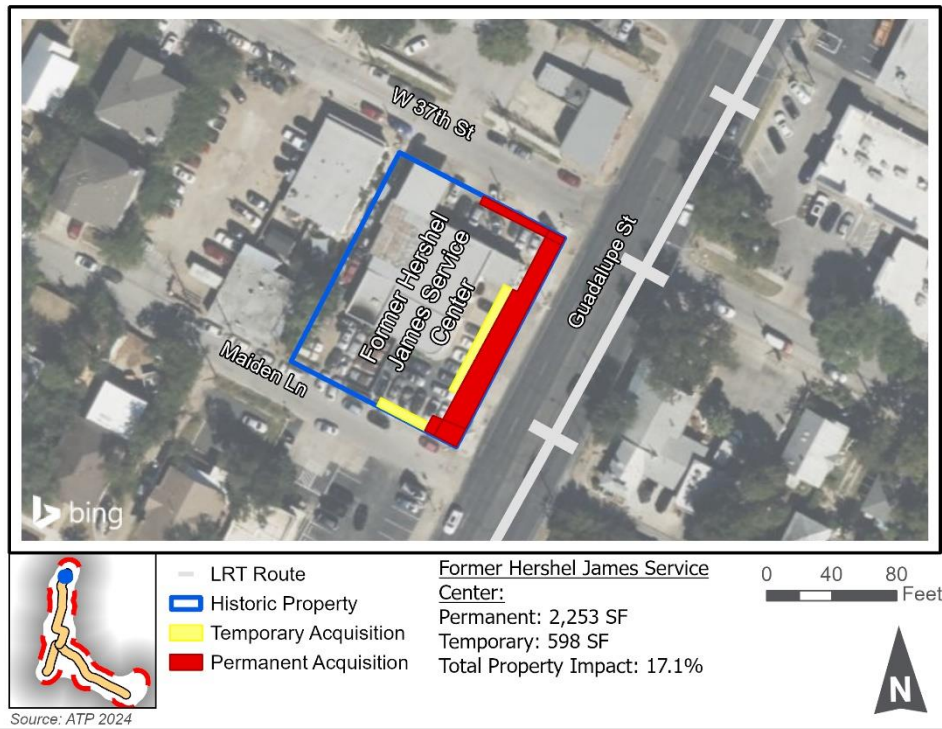 W 37th St
Former Hershel
James Service
Center
Guadalupe St
Maiden Ln
bing
LRT Route
Historic Property
Temporary Acquisition
Permanent Acquisition
Former Hershel James Service
Center:
Permanent: 2,253 SF
Temporary: 598 SF
Total Property Impact: 17.1%
0 40 80
Feet
N
Source: ATP 2024